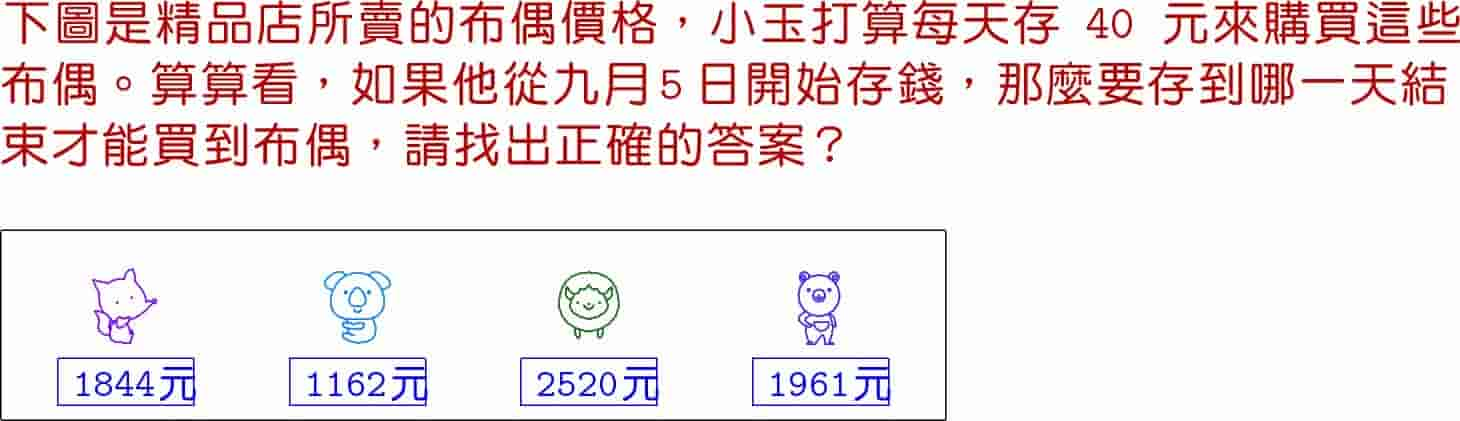 下圖是精品店所賣的布偶價格，小玉打算每天存 40 元來購買這些
布偶。算算看，如果他從九月5日開始存錢，那麼要存到哪一天結
束才能買到布偶，請找出正確的答案？
1844元 1162元 2520元 1961元